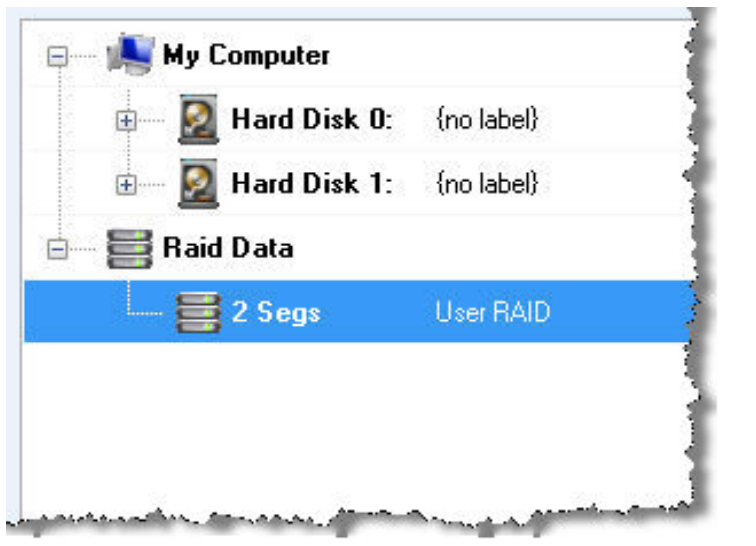 My Computer
Hard Disk 0: {no label}
Hard Disk 1: {no label}
Raid Data
2 Segs User RAID